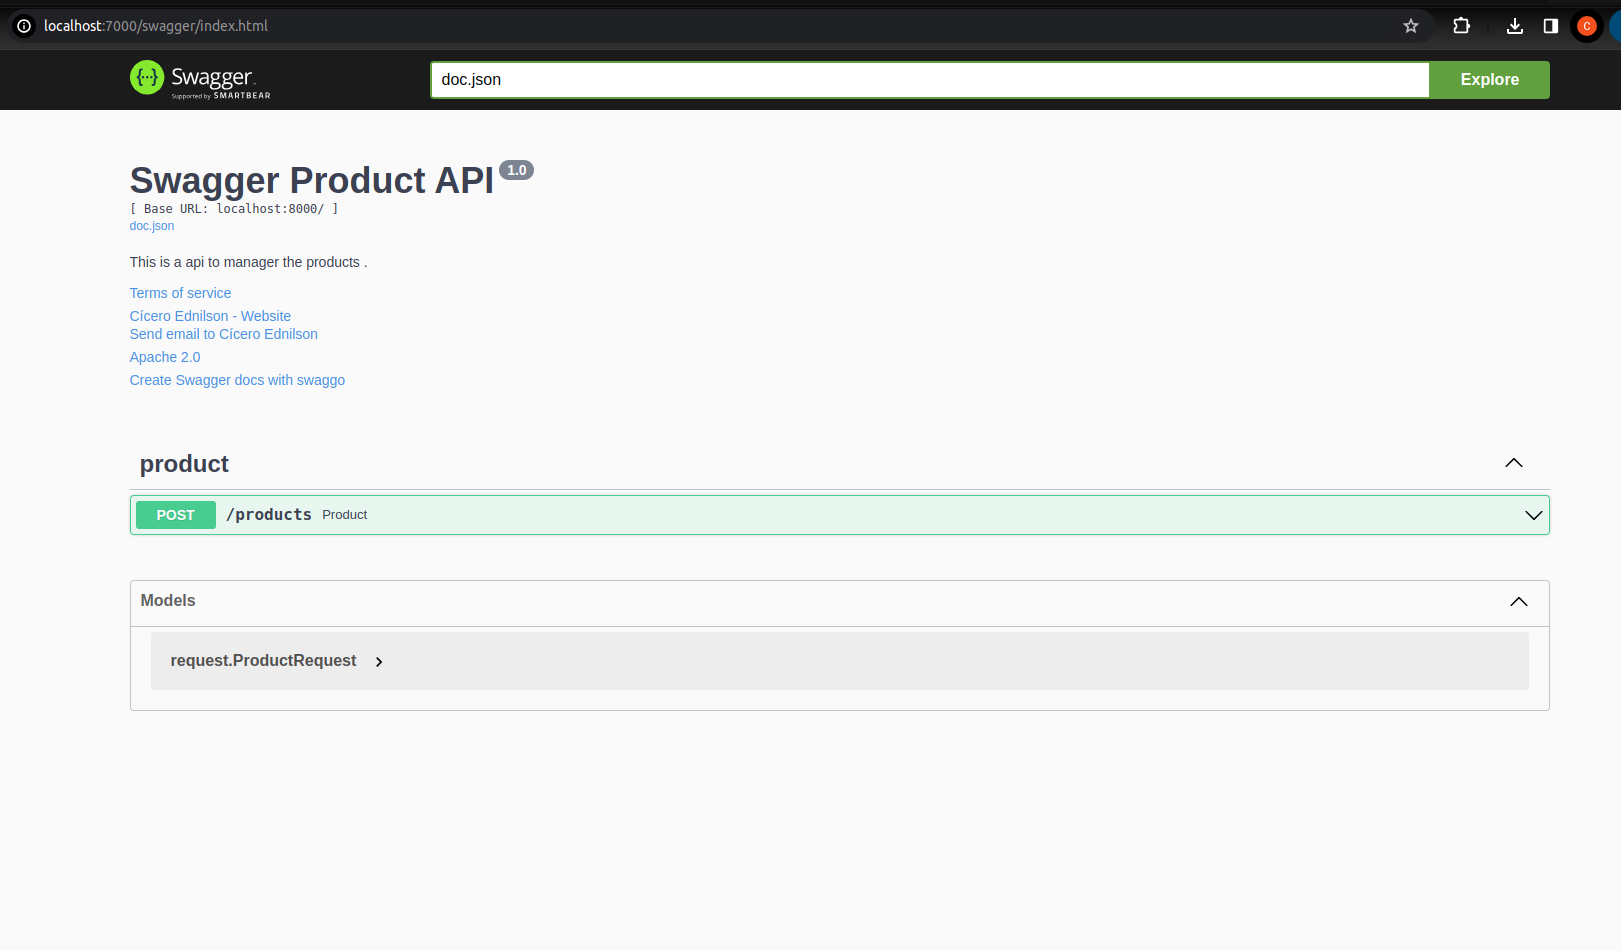 localhost:7000/swagger/index.html
C
{···} Swagger
Supported by SMARTBEAR
doc.json
Explore
Swagger Product API 1.0
[ Base URL: localhost:8000/ ]
doc.json
This is a api to manager the products .
Terms of service
Cícero Ednilson - Website
Send email to Cícero Ednilson
Apache 2.0
Create Swagger docs with swaggo
product
POST /products Product
Models
request.ProductRequest